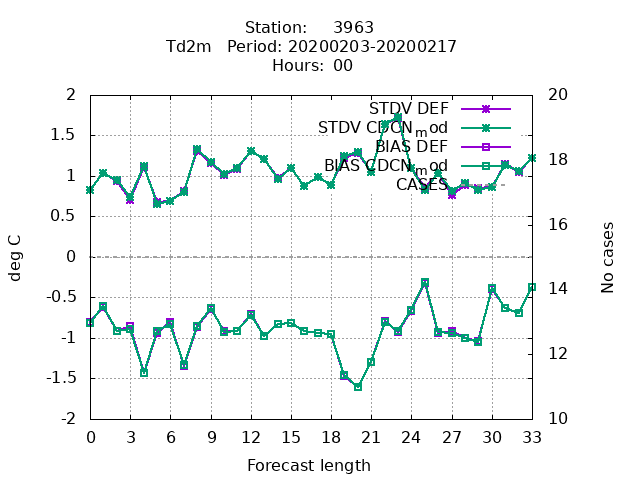 Station: 3963
Td2m Period: 20200203-20200217
Hours: 00
STDV DEF
STDV CDCN_mod
BIAS DEF
BIAS CDCN_mod
CASES
2
1.5
1
0.5
0
-0.5
-1
-1.5
-2
20
18
16
14
12
10
deg C
No cases
0 3 6 9 12 15 18 21 24 27 30 33
Forecast length